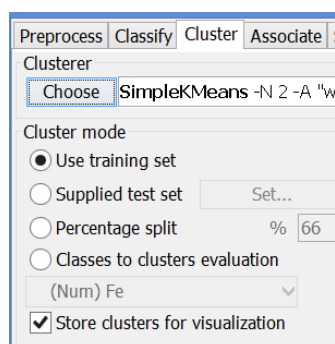 Preprocess Classify Cluster Associate
Clusterer
Choose SimpleKMeans -N 2 -A "w
Cluster mode
Use training set
Supplied test set Set...
Percentage split % 66
Classes to clusters evaluation
(Num) Fe
Store clusters for visualization